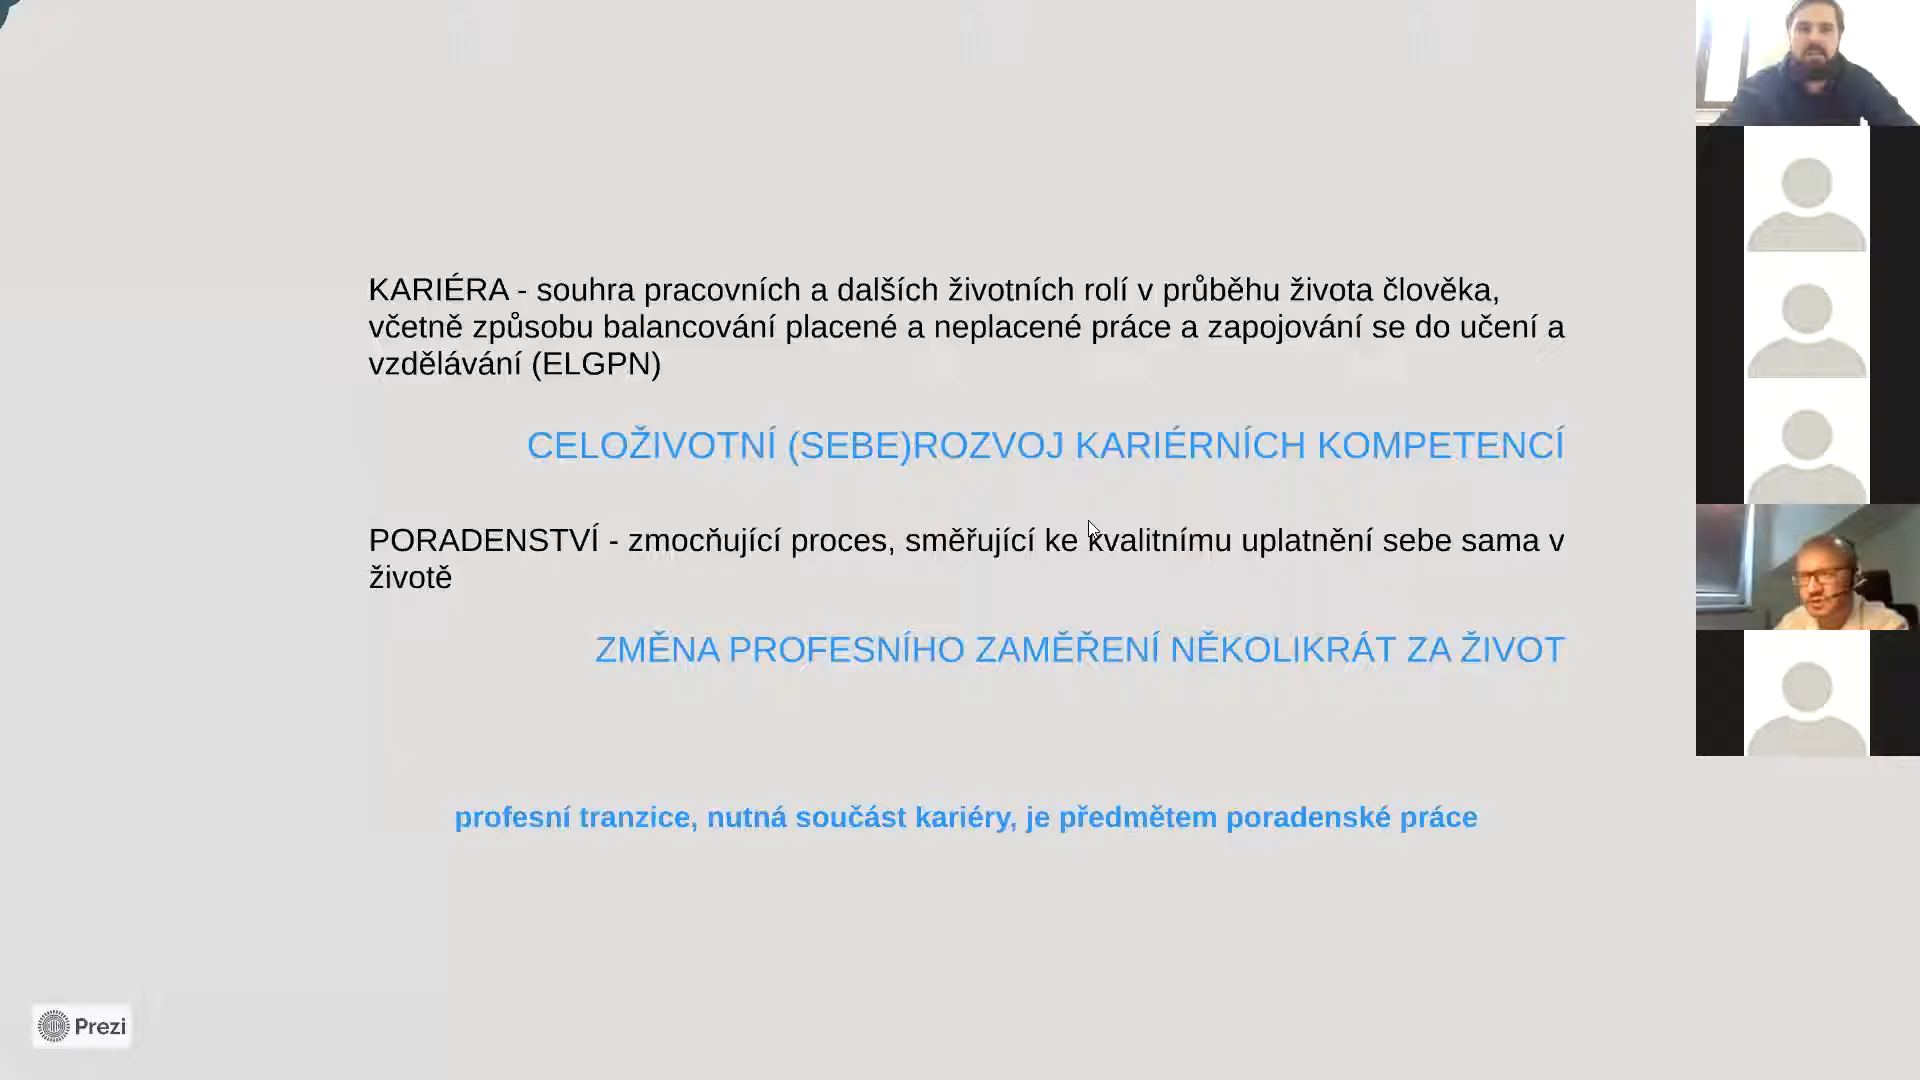 KARIÉRA - souhra pracovních a dalších životních rolí v průběhu života člověka,
včetně způsobu balancování placené a neplacené práce a zapojování se do učení a
vzdělávání (ELGPN)
CELOŽIVOTNÍ (SEBE)ROZVOJ KARIÉRNÍCH KOMPETENCÍ
PORADENSTVÍ - zmocňující proces, směřující ke kvalitnímu uplatnění sebe sama v
životě
ZMĚNA PROFESNÍHO ZAMĚŘENÍ NĚKOLIKRÁT ZA ŽIVOT
profesní tranzice, nutná součást kariéry, je předmětem poradenské práce
Prezi